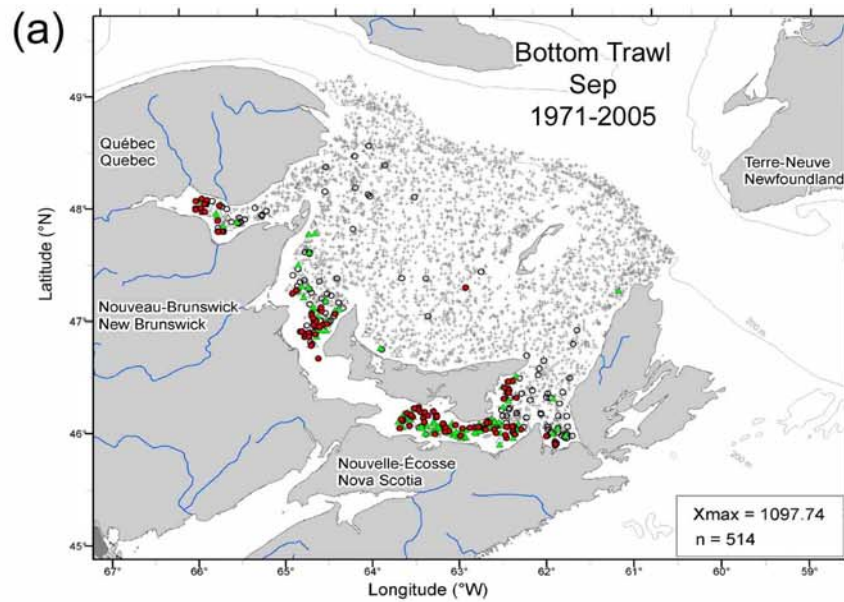 (a)
Bottom Trawl
Sep
1971-2005
49°
Québec
Quebec
Terre-Neuve
Newfoundland
48°
Latitude (°N)
Nouveau-Brunswick
New Brunswick
47°
200 m
46°
200 m
Nouvelle-Écosse
Nova Scotia
Xmax = 1097.74
n = 514
45°
67° 66° 65° 64° 63° 62° 61° 60° 59°
Longitude (°W)